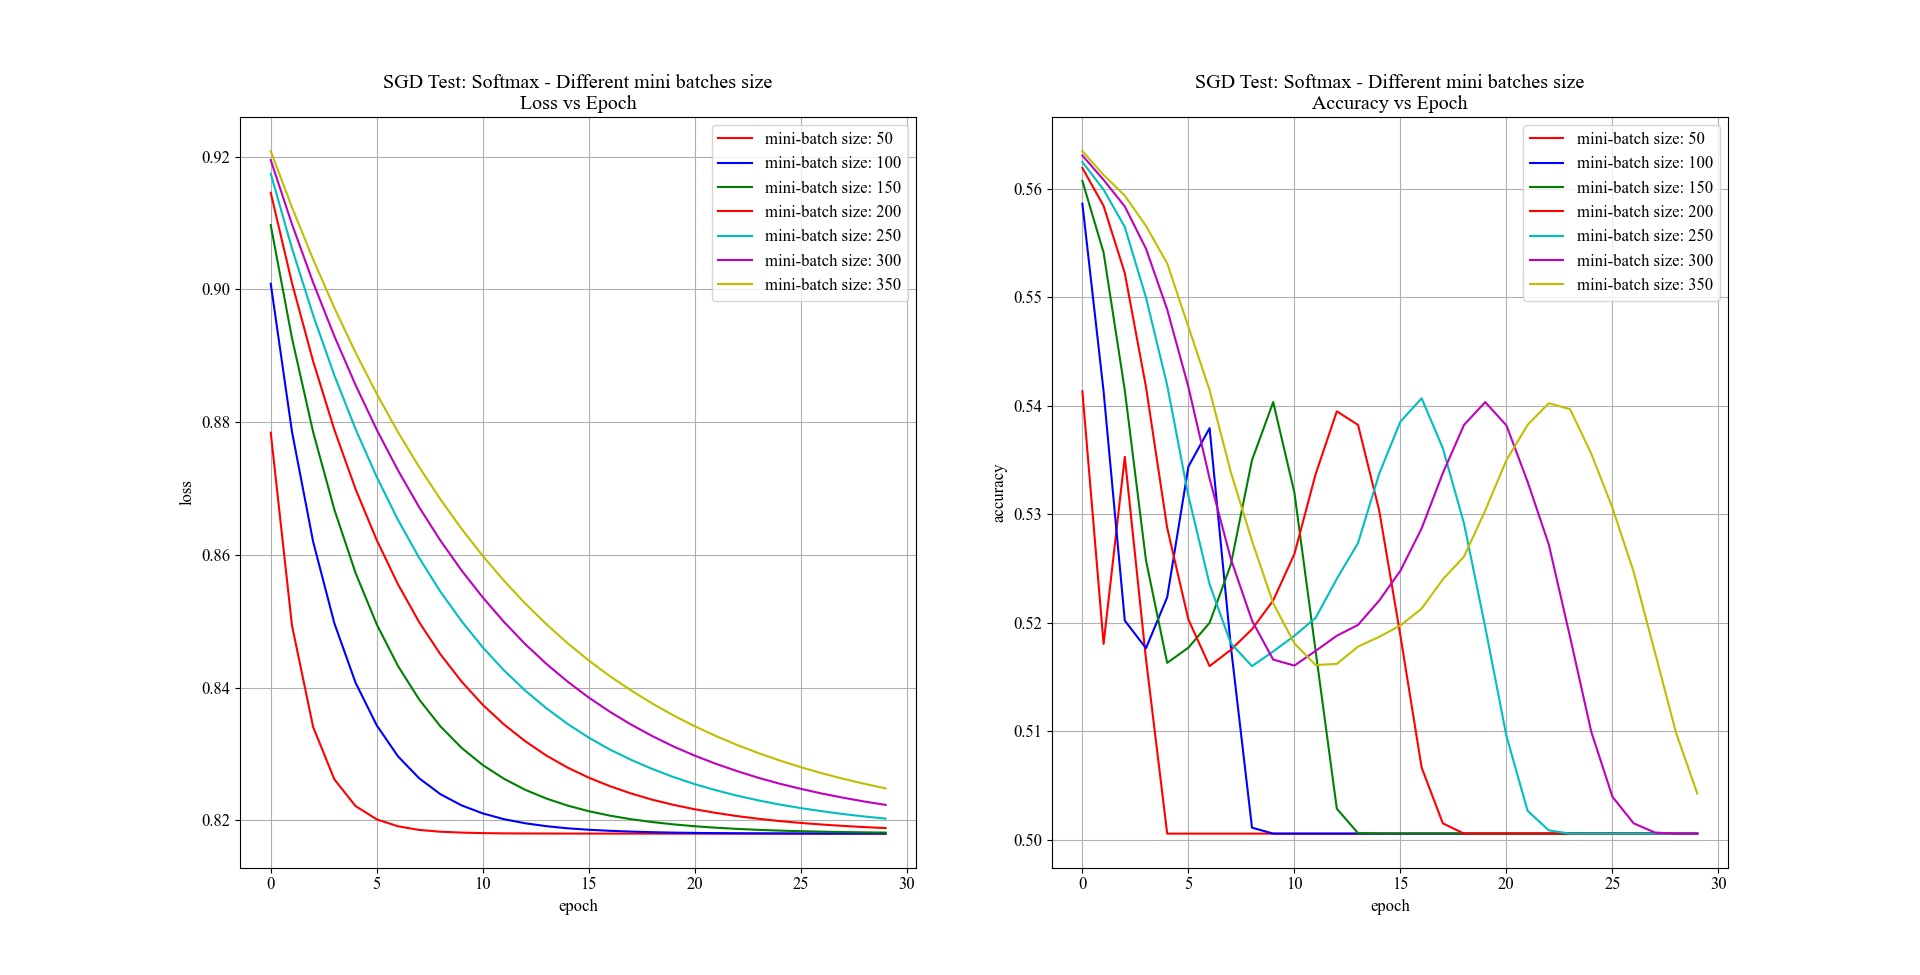 SGD Test: Softmax - Different mini batches size
Loss vs Epoch
mini-batch size: 50
mini-batch size: 100
mini-batch size: 150
mini-batch size: 200
mini-batch size: 250
mini-batch size: 300
mini-batch size: 350
0.92
0.90
0.88
0.86
0.84
0.82
loss
0 5 10 15 20 25 30
epoch
SGD Test: Softmax - Different mini batches size
Accuracy vs Epoch
mini-batch size: 50
mini-batch size: 100
mini-batch size: 150
mini-batch size: 200
mini-batch size: 250
mini-batch size: 300
mini-batch size: 350
0.56
0.55
0.54
0.53
0.52
0.51
0.50
accuracy
0 5 10 15 20 25 30
epoch